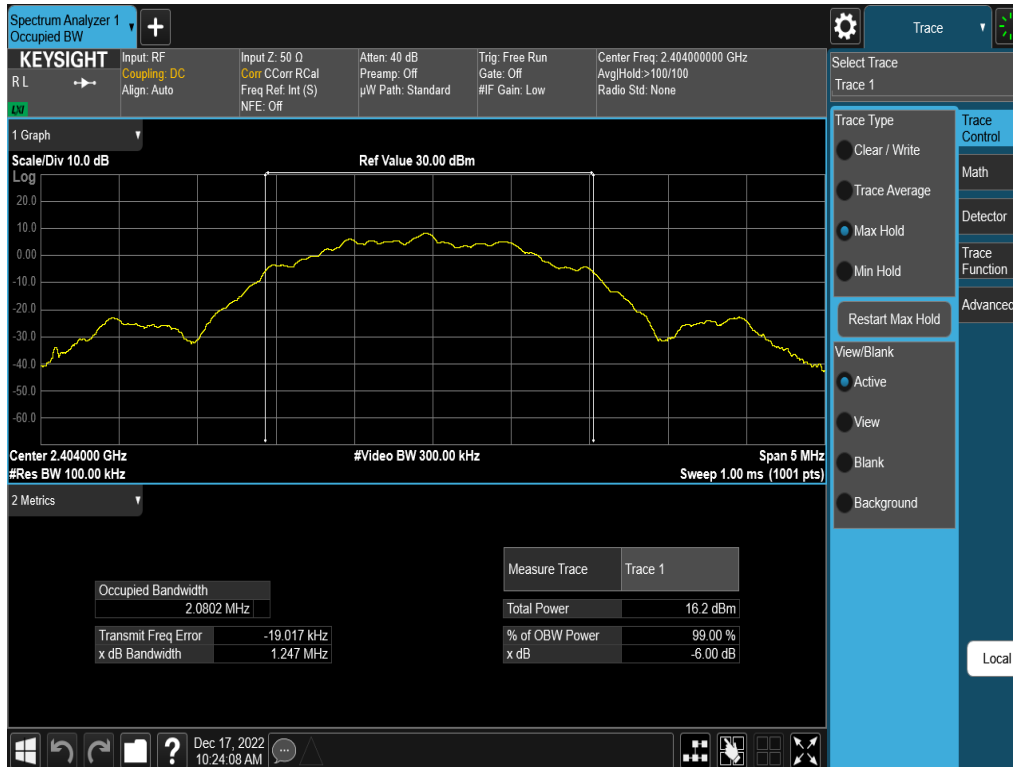 Spectrum Analyzer 1
Occupied BW
+
Trace
KEYSIGHT
R L
LXI
Input: RF
Coupling: DC
Align: Auto
Input Z: 50 Ω
Corr CCorr RCal
Freq Ref: Int (S)
NFE: Off
Atten: 40 dB
Preamp: Off
µW Path: Standard
Trig: Free Run
Gate: Off
#IF Gain: Low
Center Freq: 2.404000000 GHz
Avg|Hold:>100/100
Radio Std: None
Select Trace
Trace 1
1 Graph
Scale/Div 10.0 dB
Ref Value 30.00 dBm
Log
20.0
10.0
0.00
-10.0
-20.0
-30.0
-40.0
-50.0
-60.0
Center 2.404000 GHz
#Video BW 300.00 kHz
Span 5 MHz
#Res BW 100.00 kHz
Sweep 1.00 ms (1001 pts)
Trace Type
Clear / Write
Trace Average
Max Hold
Min Hold
Restart Max Hold
View/Blank
Active
View
Blank
Background
Trace
Control
Math
Detector
Trace
Function
Advanced
2 Metrics
Measure Trace Trace 1
Occupied Bandwidth
2.0802 MHz
Total Power 16.2 dBm
Transmit Freq Error -19.017 kHz
% of OBW Power 99.00 %
x dB Bandwidth 1.247 MHz
x dB -6.00 dB
Local
?
Dec 17, 2022
10:24:08 AM